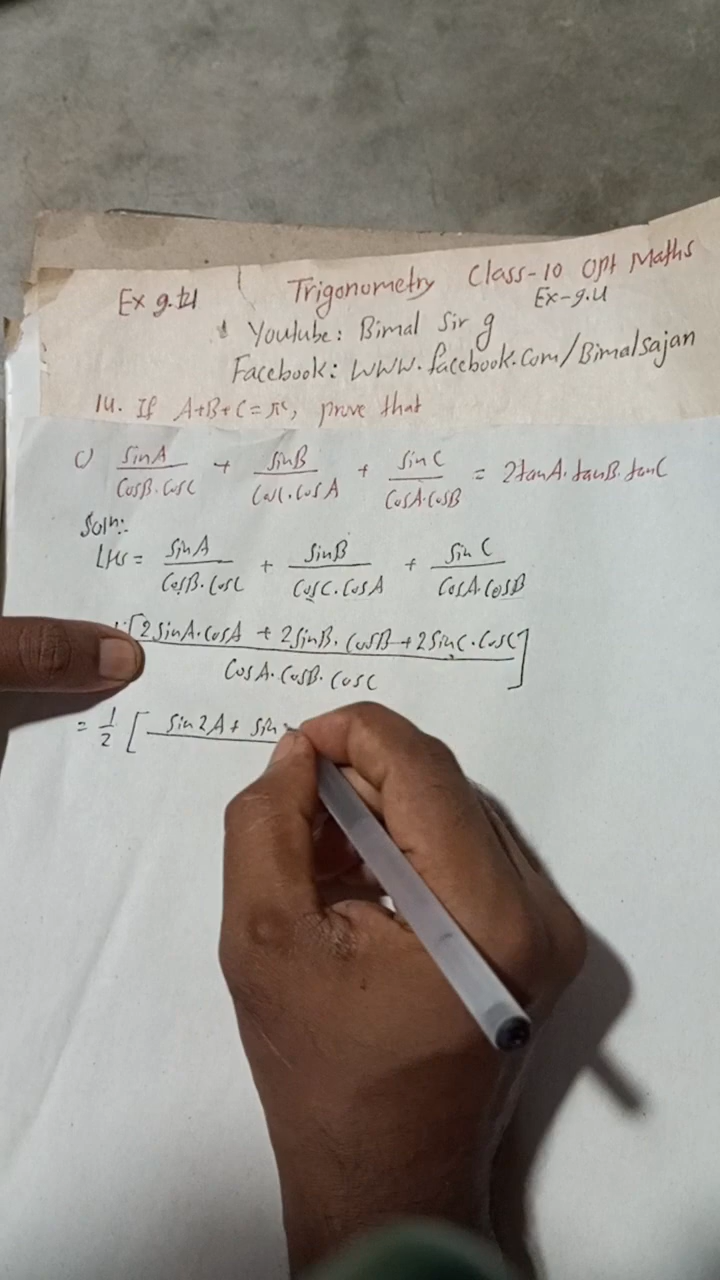 Ex 9.4 Trigonometry Class-10 Opt Maths
Ex-9.4
Youtube: Bimal Sir g
Facebook: WWW.facebook.Com/Bimalsajan
14. If A+B+C=πᶜ, prove that
c) SinA/CosB.CosC + SinB/CosC.CosA + SinC/CosA.CosB = 2tanA.tanB.tanC
Soln:
LHS = SinA/CosB.CosC + SinB/CosC.CosA + SinC/CosA.CosB
[2SinA.CosA + 2SinB.CosB + 2SinC.CosC/CosA.CosB.CosC]
= 1/2 [Sin2A + Sin